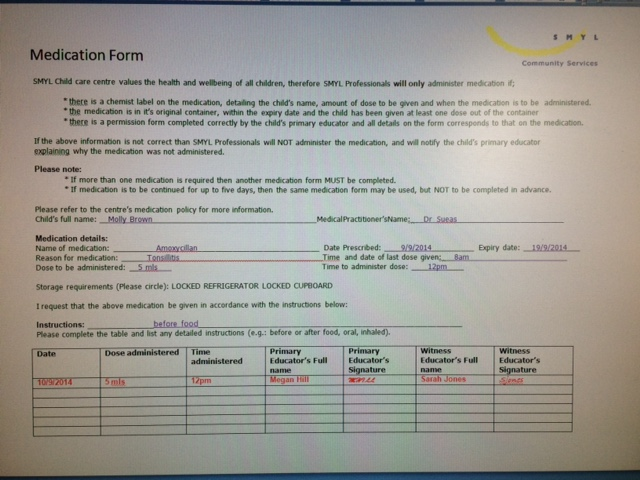 SMYL
Community Services
Medication Form
SMYL Child care centre values the health and wellbeing of all children, therefore SMYL Professionals will only administer medication if;
* there is a chemist label on the medication, detailing the child's name, amount of dose to be given and when the medication is to be administered.
* the medication is in it's original container, within the expiry date and the child has been given at least one dose out of the container
* there is a permission form completed correctly by the child's primary educator and all details on the form corresponds to that on the medication.
If the above information is not correct than SMYL Professionals will NOT administer the medication, and will notify the child's primary educator
explaining why the medication was not administered.
Please note:
* If more than one medication is required then another medication form MUST be completed.
* If medication is to be continued for up to five days, then the same medication form may be used, but NOT to be completed in advance.
Please refer to the centre's medication policy for more information.
Child's full name: Molly Brown MedicalPractitioner'sName: Dr Sueas
Medication details:
Name of medication: Amoxycillan Date Prescribed: 9/9/2014 Expiry date: 19/9/2014
Reason for medication: Tonsilitis Time and date of last dose given: 8am
Dose to be administered: 5 mls Time to administer dose: 12pm
Storage requirements (Please circle): LOCKED REFRIGERATOR LOCKED CUPBOARD
I request that the above medication be given in accordance with the instructions below:
Instructions: before food
Please complete the table and list any detailed instructions (e.g.: before or after food, oral, inhaled).
Date Dose administered Time administered Primary Educator's Full name Primary Educator's Signature Witness Educator's Full name Witness Educator's Signature
10/9/2014 5 mls 12pm Megan Hill Sarah Jones